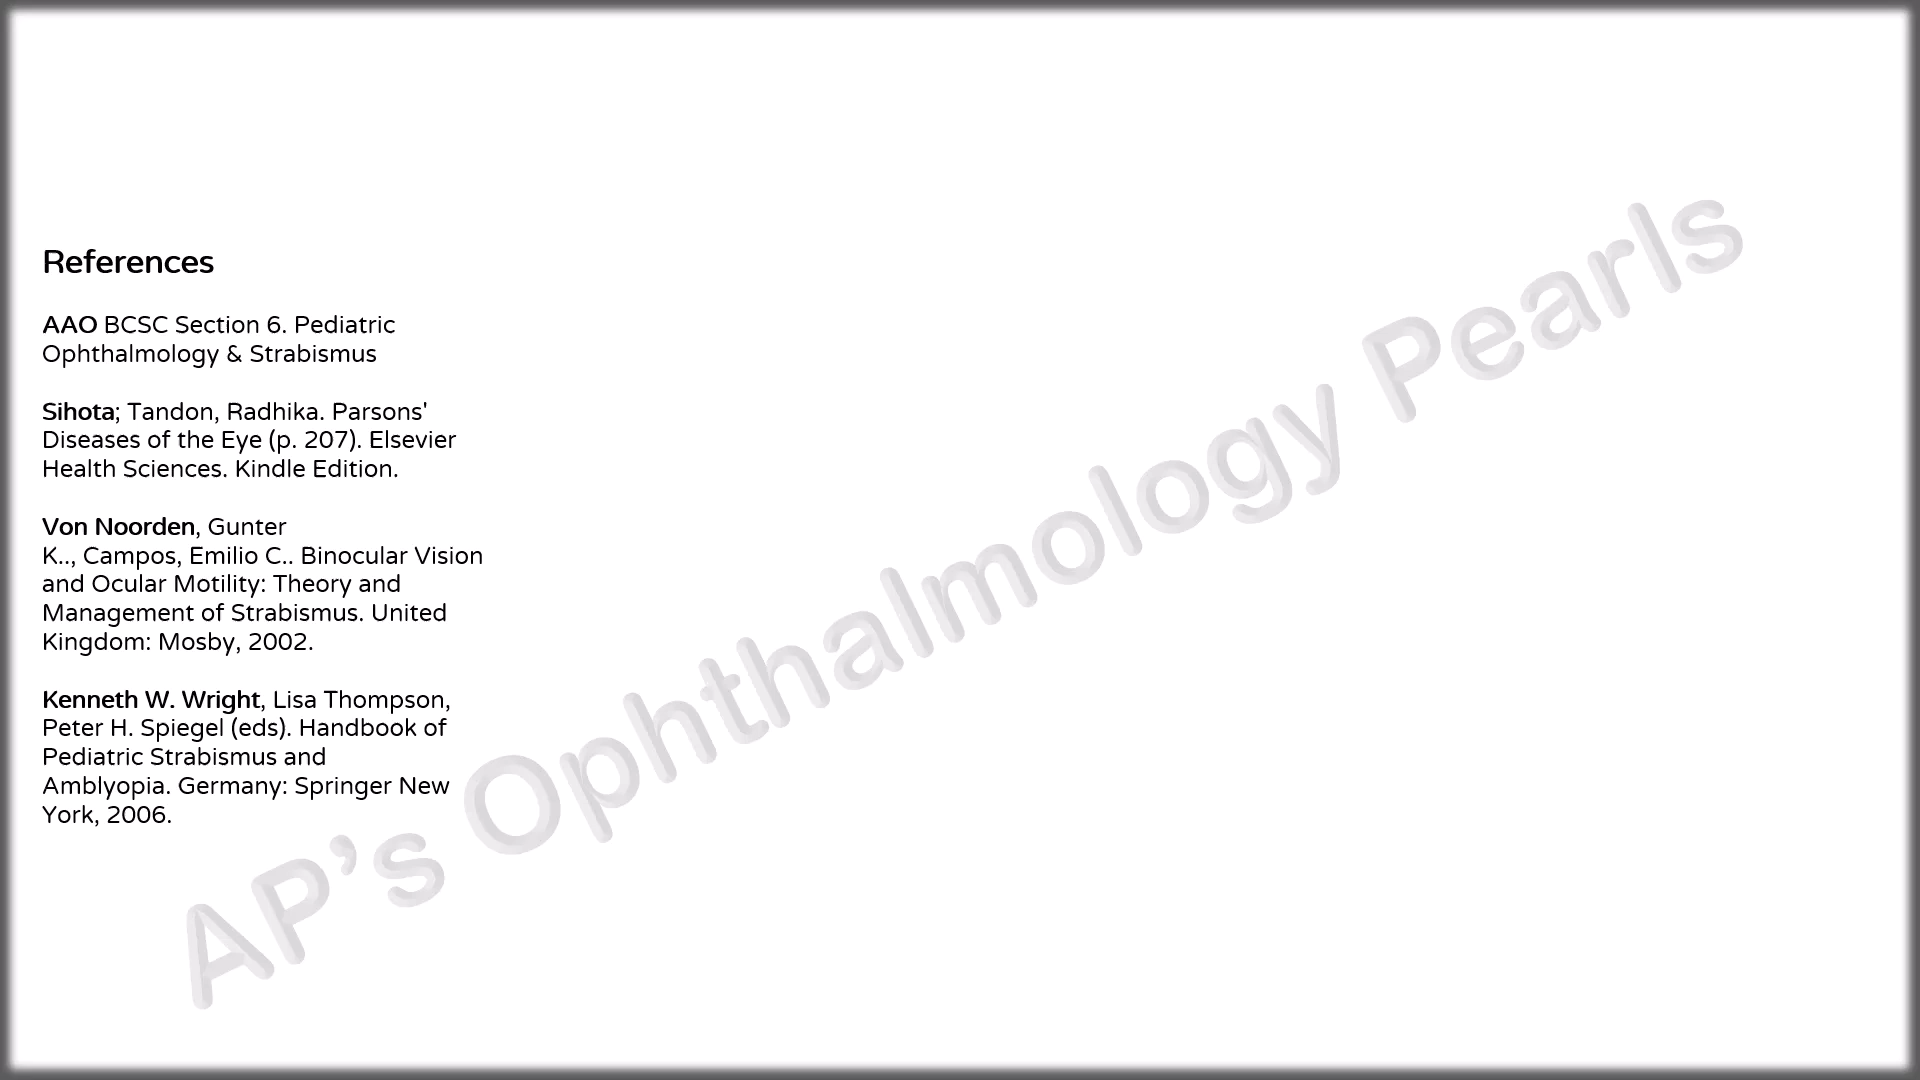 References
AAO BCSC Section 6. Pediatric
Ophthalmology & Strabismus
Sihota; Tandon, Radhika. Parsons'
Diseases of the Eye (p. 207). Elsevier
Health Sciences. Kindle Edition.
Von Noorden, Gunter
K.., Campos, Emilio C.. Binocular Vision
and Ocular Motility: Theory and
Management of Strabismus. United
Kingdom: Mosby, 2002.
Kenneth W. Wright, Lisa Thompson,
Peter H. Spiegel (eds). Handbook of
Pediatric Strabismus and
Amblyopia. Germany: Springer New
York, 2006.
AP’s Ophthalmology Pearls